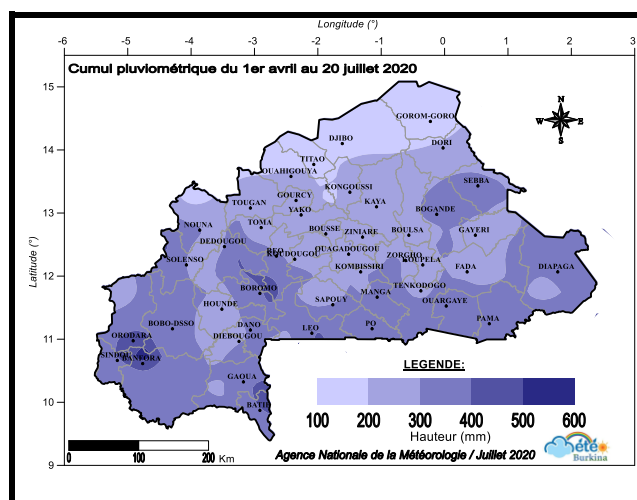 Longitude (°)
-6 -5 -4 -3 -2 -1 0 1 2 3
Cumul pluviométrique du 1er avril au 20 juillet 2020
15
GOROM-GORO
N
W E
S
DJIBO
14
DORI
TITAO
OUAHIGOUYA
SEBBA
KONGOUSSI
GOURCY
KAYA
TOUGAN
13
YAKO
BOGANDE
NOUNA
TOMA
BOUSSE
ZINIARE
BOULSA
GAYERI
DEDOUGOU
REO
KOUDOUGOU
OUAGADOUGOU
ZORGHO
KOUPELA
SOLENSO
KOMBISSIRI
FADA
DIAPAGA
12
Latitude (°)
BOROMO
MANGA
TENKODOGO
HOUNDE
SAPOUY
OUARGAYE
BOBO-DSSO
DANO
LEO
PO
PAMA
ORODARA
DIEBOUGOU
11
SINDOU
BANFORA
LEGENDE:
GAOUA
BATIE
10
100 200 300 400 500 600
Hauteur (mm)
0 100 200 Km
Agence Nationale de la Météorologie / Juillet 2020
météo
Burkina
9